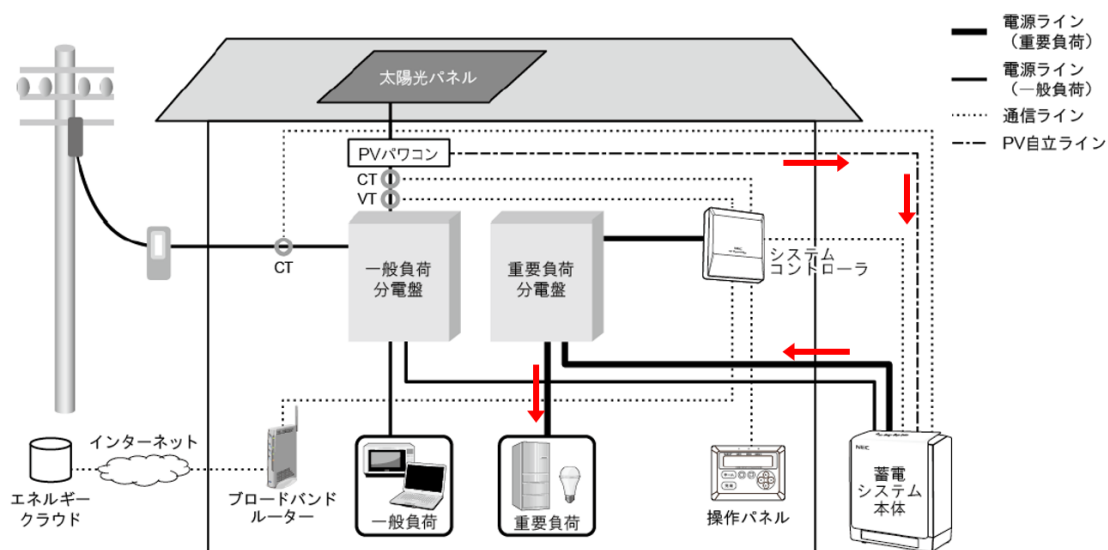 電源ライン
（重要負荷）
電源ライン
（一般負荷）
通信ライン
PV自立ライン
太陽光パネル
PVパワコン
CT
VT
CT
一般負荷
分電盤
重要負荷
分電盤
システム
コントローラ
インターネット
エネルギー
クラウド
ブロードバンド
ルーター
一般負荷
重要負荷
操作パネル
NEC
蓄電
システム
本体